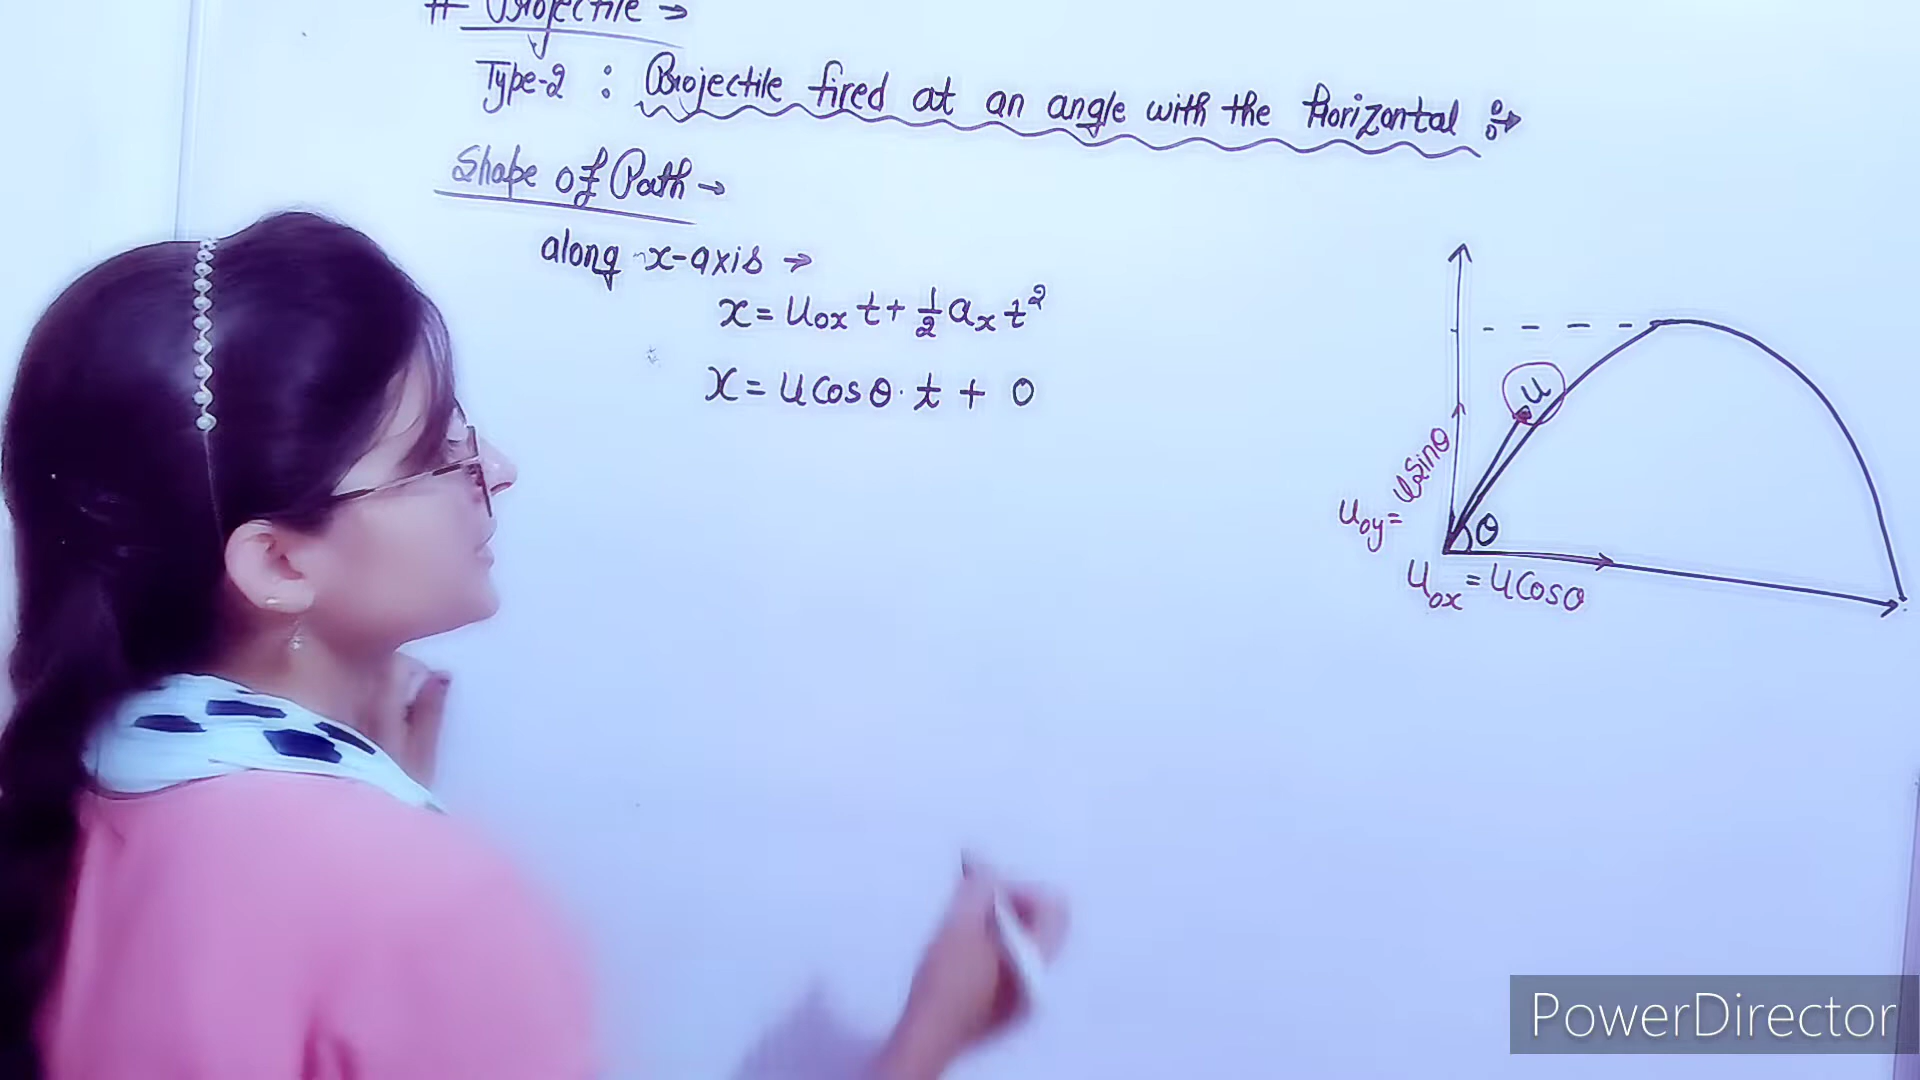 # Projectile →
Type-2 : Projectile fired at an angle with the Horizontal :→
Shape of Path →
along x-axis →
x = u₀ₓ t + ½ aₓ t²
x = u cos θ · t + 0
u
u₀y = u sin θ
θ
u₀ₓ = u cos θ
PowerDirector